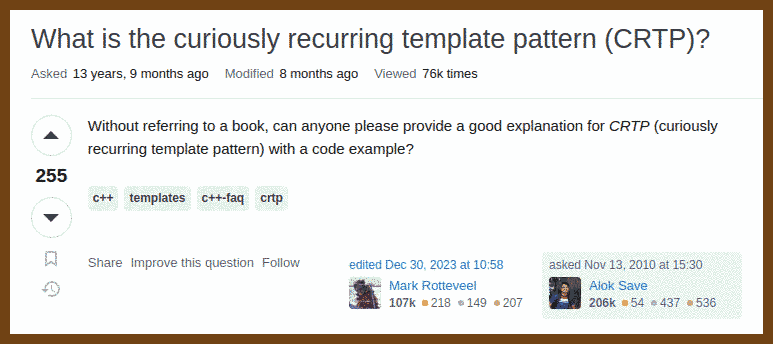 What is the curiously recurring template pattern (CRTP)?
Asked 13 years, 9 months ago Modified 8 months ago Viewed 76k times
Without referring to a book, can anyone please provide a good explanation for CRTP (curiously
recurring template pattern) with a code example?
255
c++ templates c++-faq crtp
Share Improve this question Follow
edited Dec 30, 2023 at 10:58
Mark Rotteveel
107k 218 149 207
asked Nov 13, 2010 at 15:30
Alok Save
206k 54 437 536